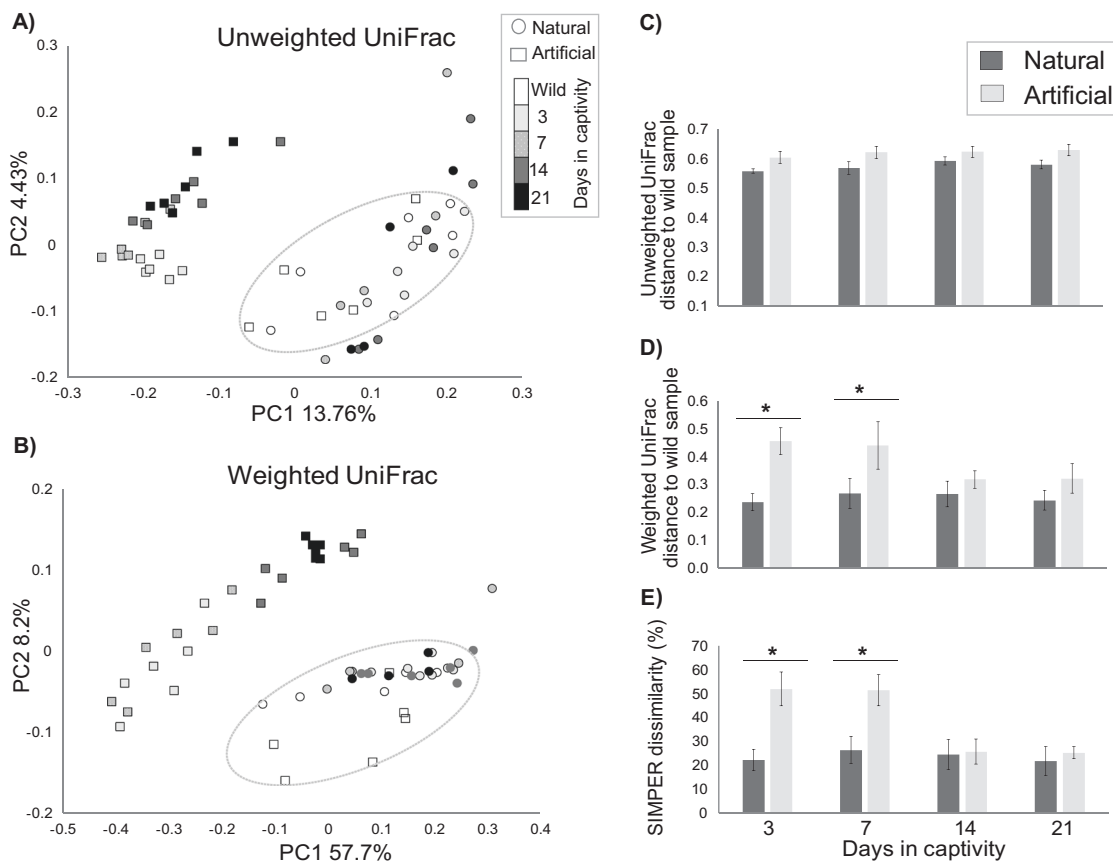 A)
Unweighted UniFrac
0.3
0.2
0.1
0
-0.1
-0.2
PC2 4.43%
-0.3
-0.2
-0.1
0
0.1
0.2
0.3
PC1 13.76%
Natural
Artificial
Wild
3
7
14
21
Days in captivity
B)
Weighted UniFrac
0.2
0.1
0
-0.1
-0.2
PC2 8.2%
-0.5
-0.4
-0.3
-0.2
-0.1
0
0.1
0.2
0.3
0.4
PC1 57.7%
C)
Natural
Artificial
Unweighted UniFrac
distance to wild sample
0.7
0.6
0.5
0.4
0.3
0.2
0.1
D)
Weighted UniFrac
distance to wild sample
0.6
0.5
0.4
0.3
0.2
0.1
0.0
*
*
E)
SIMPER dissimilarity (%)
70
60
50
40
30
20
10
0
*
*
3
7
14
21
Days in captivity